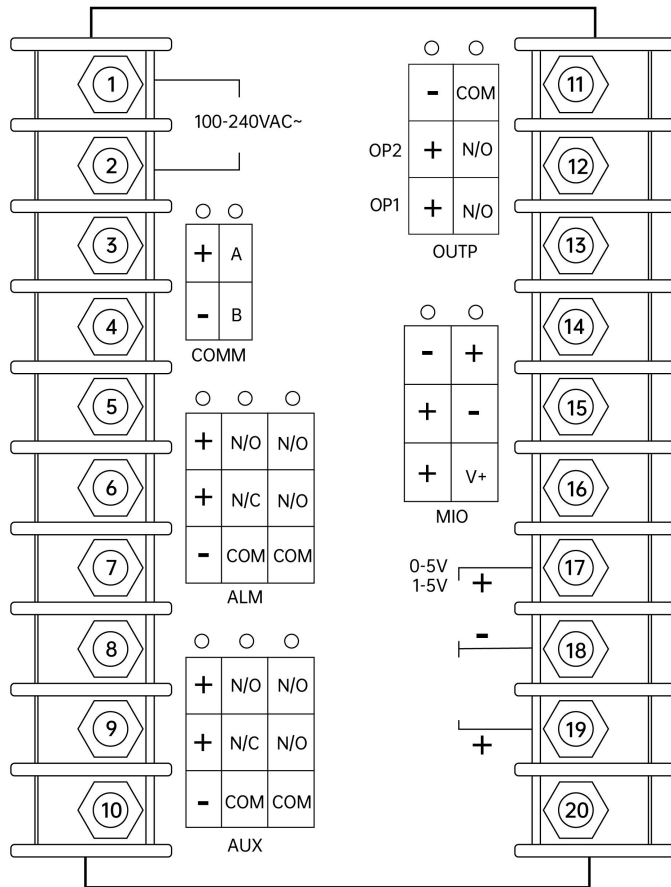 1
100-240VAC~
2
3
+ A
4
- B
COMM
5
+ N/O N/O
6
+ N/C N/O
7
- COM COM
ALM
8
+ N/O N/O
9
+ N/C N/O
10
- COM COM
AUX
- COM
11
OP2 + N/O
12
OP1 + N/O
13
OUTP
14
- +
15
+ -
16
+ V+
MIO
0-5V
1-5V
+
17
-
18
+
19
20